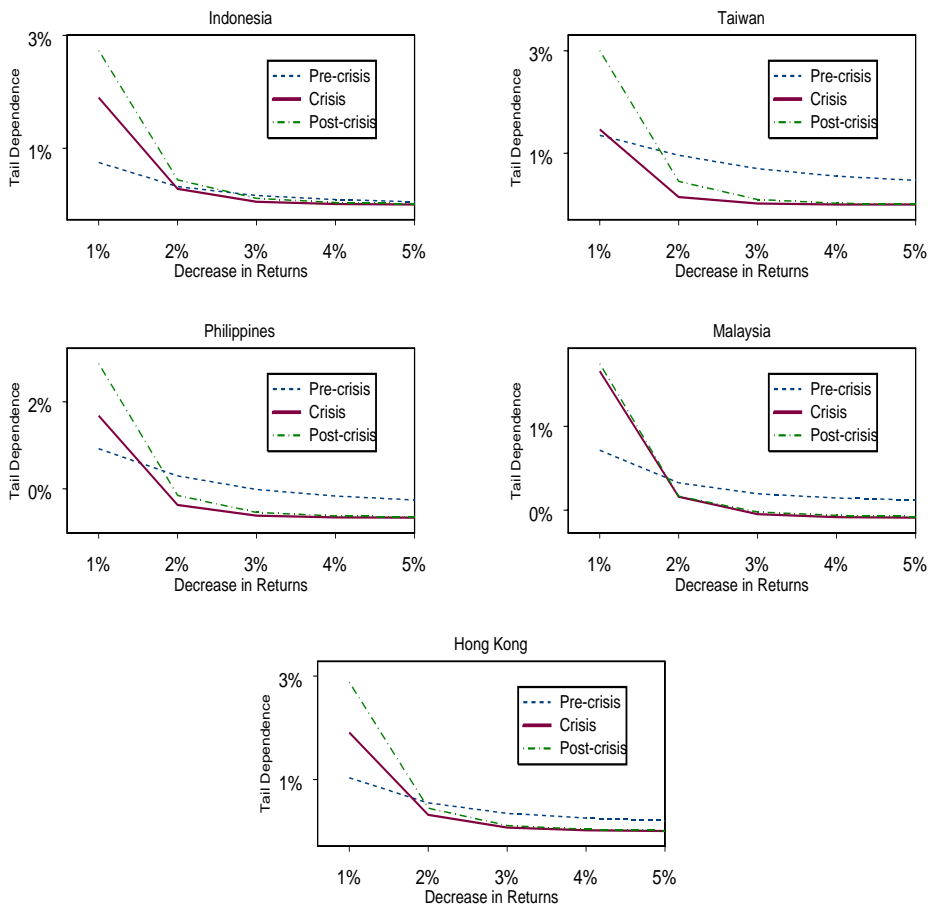 Indonesia
3%
1%
Tail Dependence
Pre-crisis
Crisis
Post-crisis
1% 2% 3% 4% 5%
Decrease in Returns
Taiwan
3%
1%
Tail Dependence
Pre-crisis
Crisis
Post-crisis
1% 2% 3% 4% 5%
Decrease in Returns
Philippines
2%
0%
Tail Dependence
Pre-crisis
Crisis
Post-crisis
1% 2% 3% 4% 5%
Decrease in Returns
Malaysia
1%
0%
Tail Dependence
Pre-crisis
Crisis
Post-crisis
1% 2% 3% 4% 5%
Decrease in Returns
Hong Kong
3%
1%
Tail Dependence
Pre-crisis
Crisis
Post-crisis
1% 2% 3% 4% 5%
Decrease in Returns